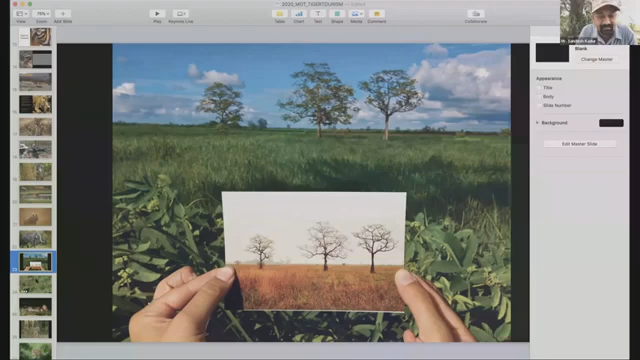 2020_MOT_TIGERTOURISM
View
Zoom
Add Slide
Play
Keynote Live
Table
Chart
Text
Shape
Media
Comment
Collaborate
Blank
Change Master
Appearance
Title
Body
Slide Number
Background
Edit Master Slide